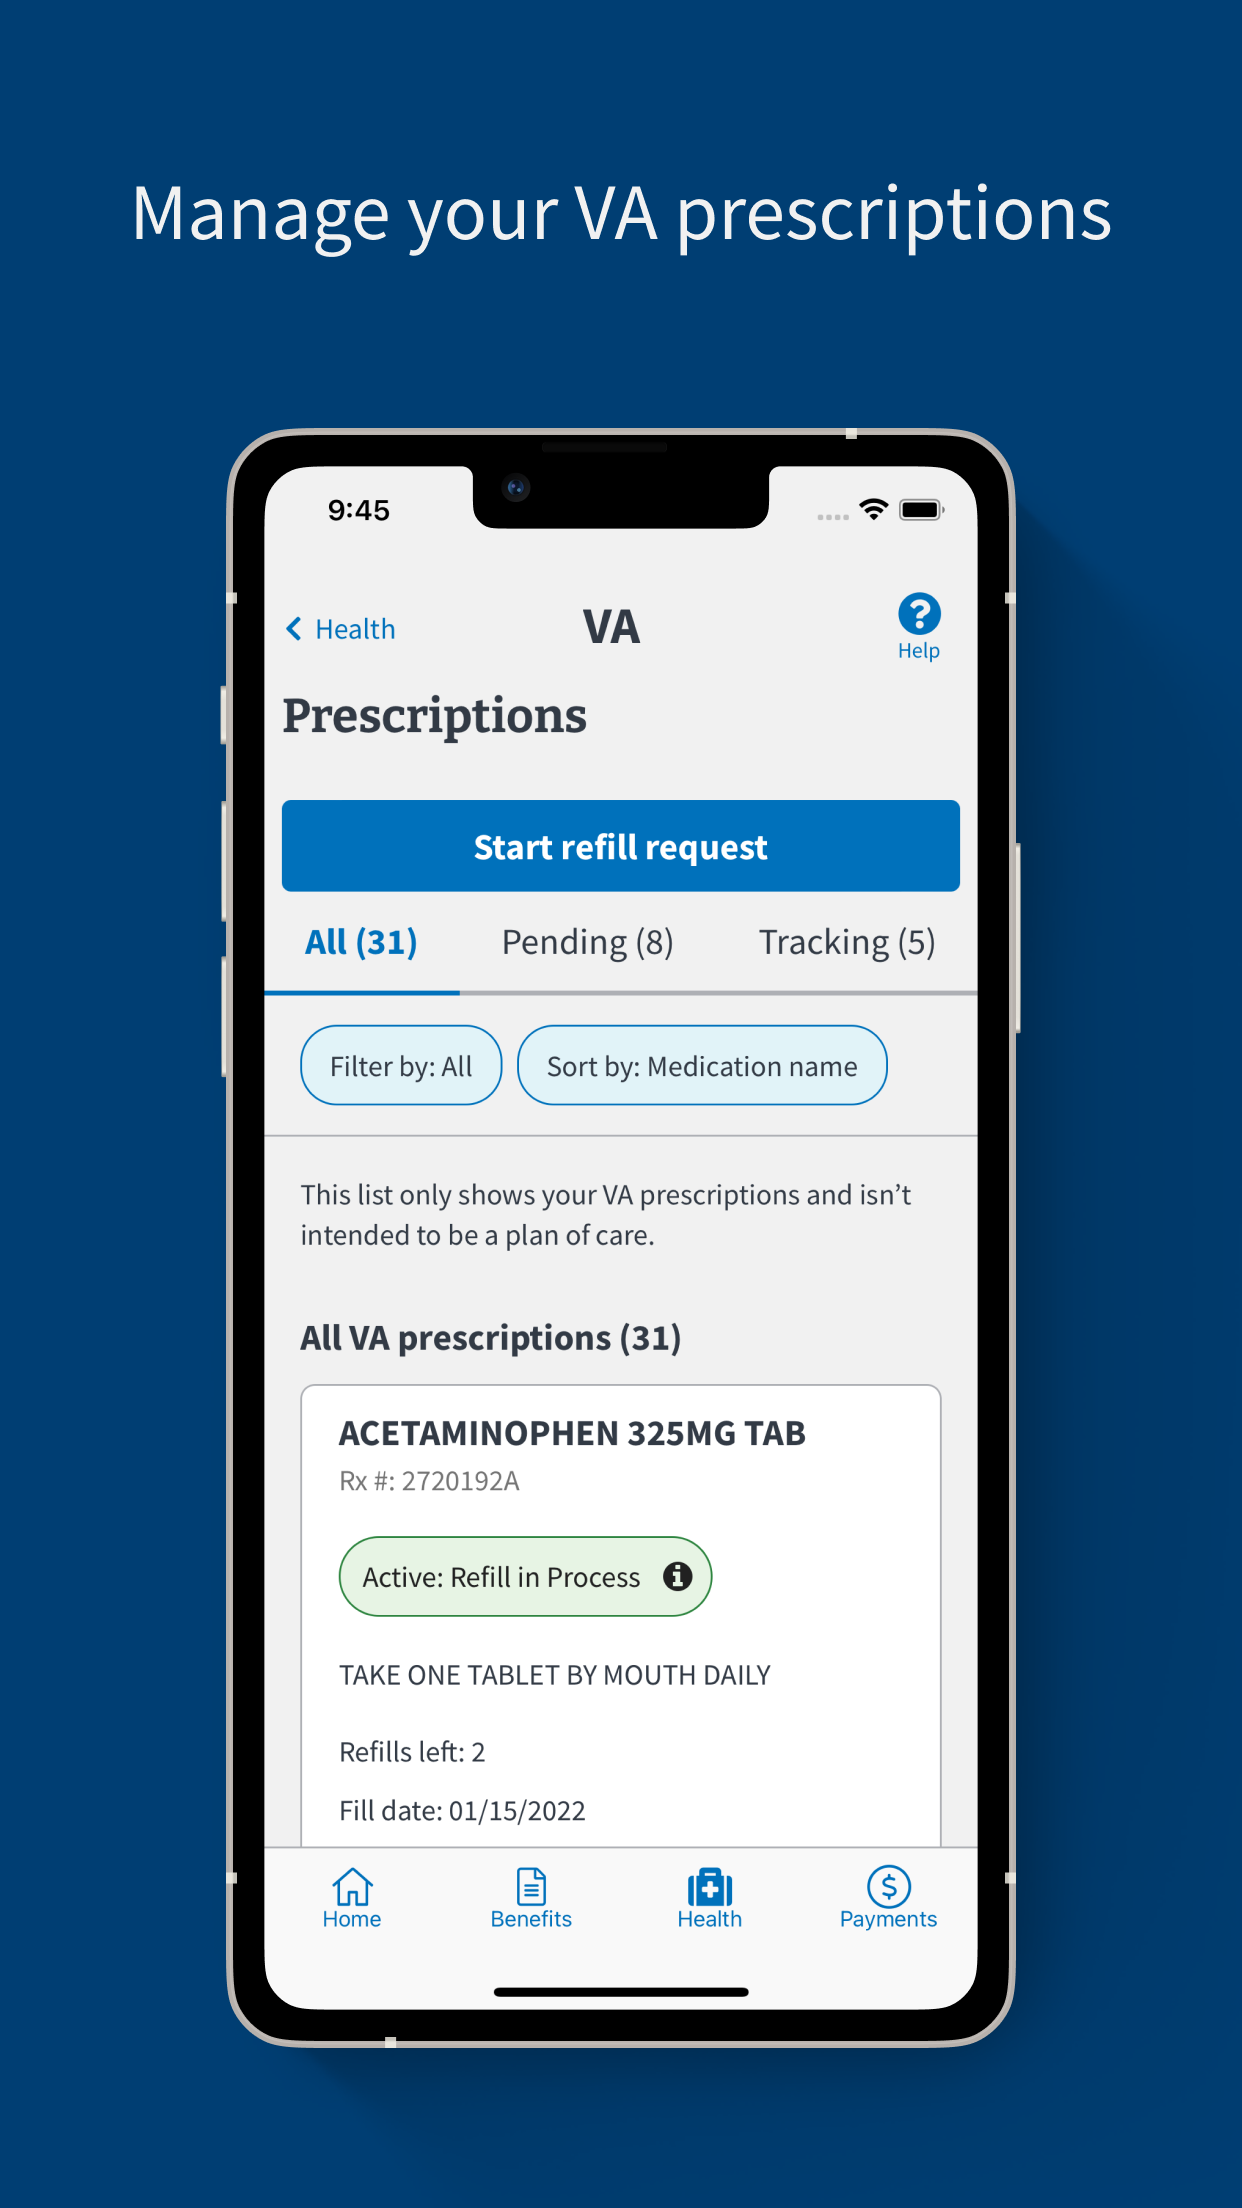 Manage your VA prescriptions
9:45
Health
VA
Help
Prescriptions
Start refill request
All (31)
Pending (8)
Tracking (5)
Filter by: All
Sort by: Medication name
This list only shows your VA prescriptions and isn’t
intended to be a plan of care.
All VA prescriptions (31)
ACETAMINOPHEN 325MG TAB
Rx #: 2720192A
Active: Refill in Process
TAKE ONE TABLET BY MOUTH DAILY
Refills left: 2
Fill date: 01/15/2022
Home
Benefits
Health
Payments